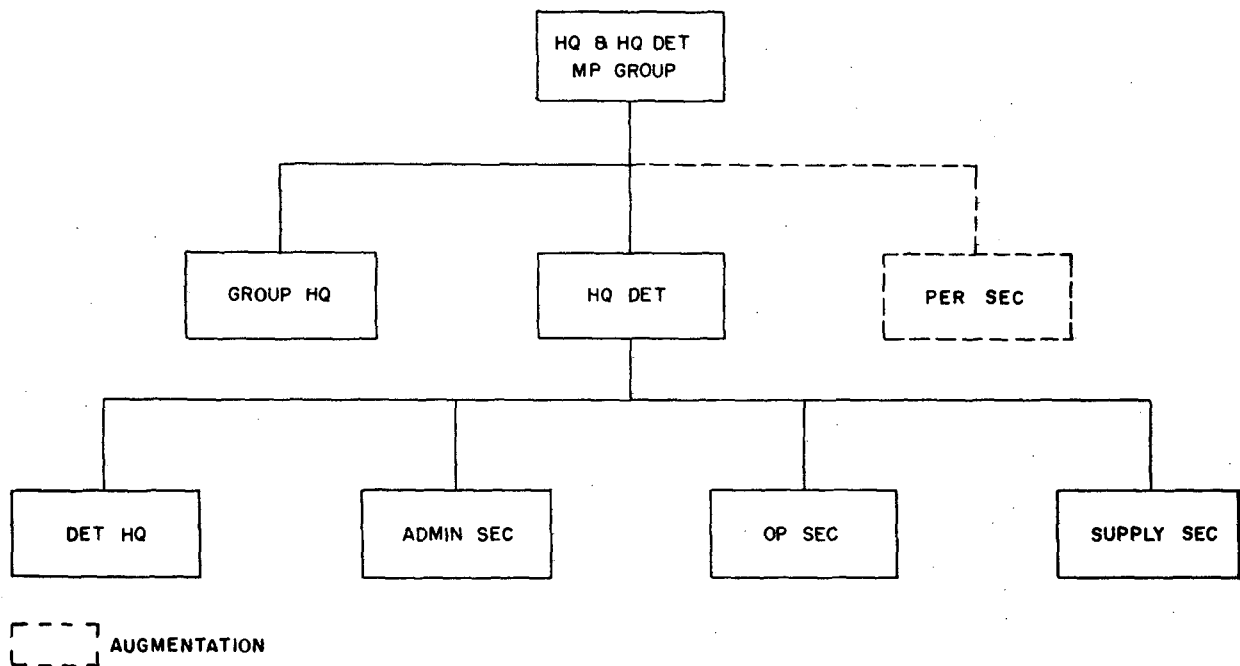 HQ & HQ DET
MP GROUP
GROUP HQ
HQ DET
PER SEC
DET HQ
ADMIN SEC
OP SEC
SUPPLY SEC
AUGMENTATION